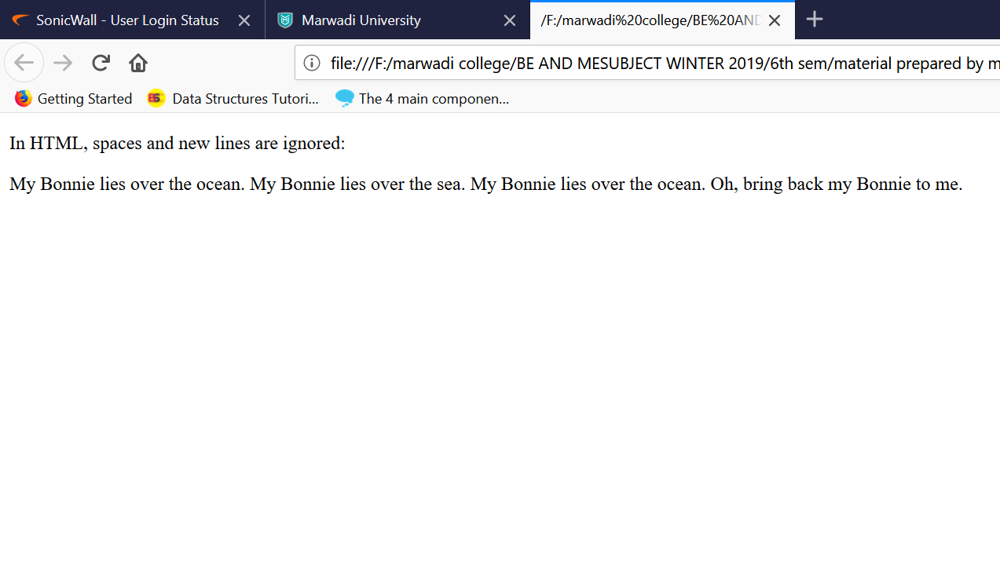 SonicWall - User Login Status
Marwadi University
/F:/marwadi%20college/BE%20AND
file:///F:/marwadi college/BE AND MESUBJECT WINTER 2019/6th sem/material prepared by m
Getting Started
Data Structures Tutori...
The 4 main componen...
In HTML, spaces and new lines are ignored:
My Bonnie lies over the ocean. My Bonnie lies over the sea. My Bonnie lies over the ocean. Oh, bring back my Bonnie to me.